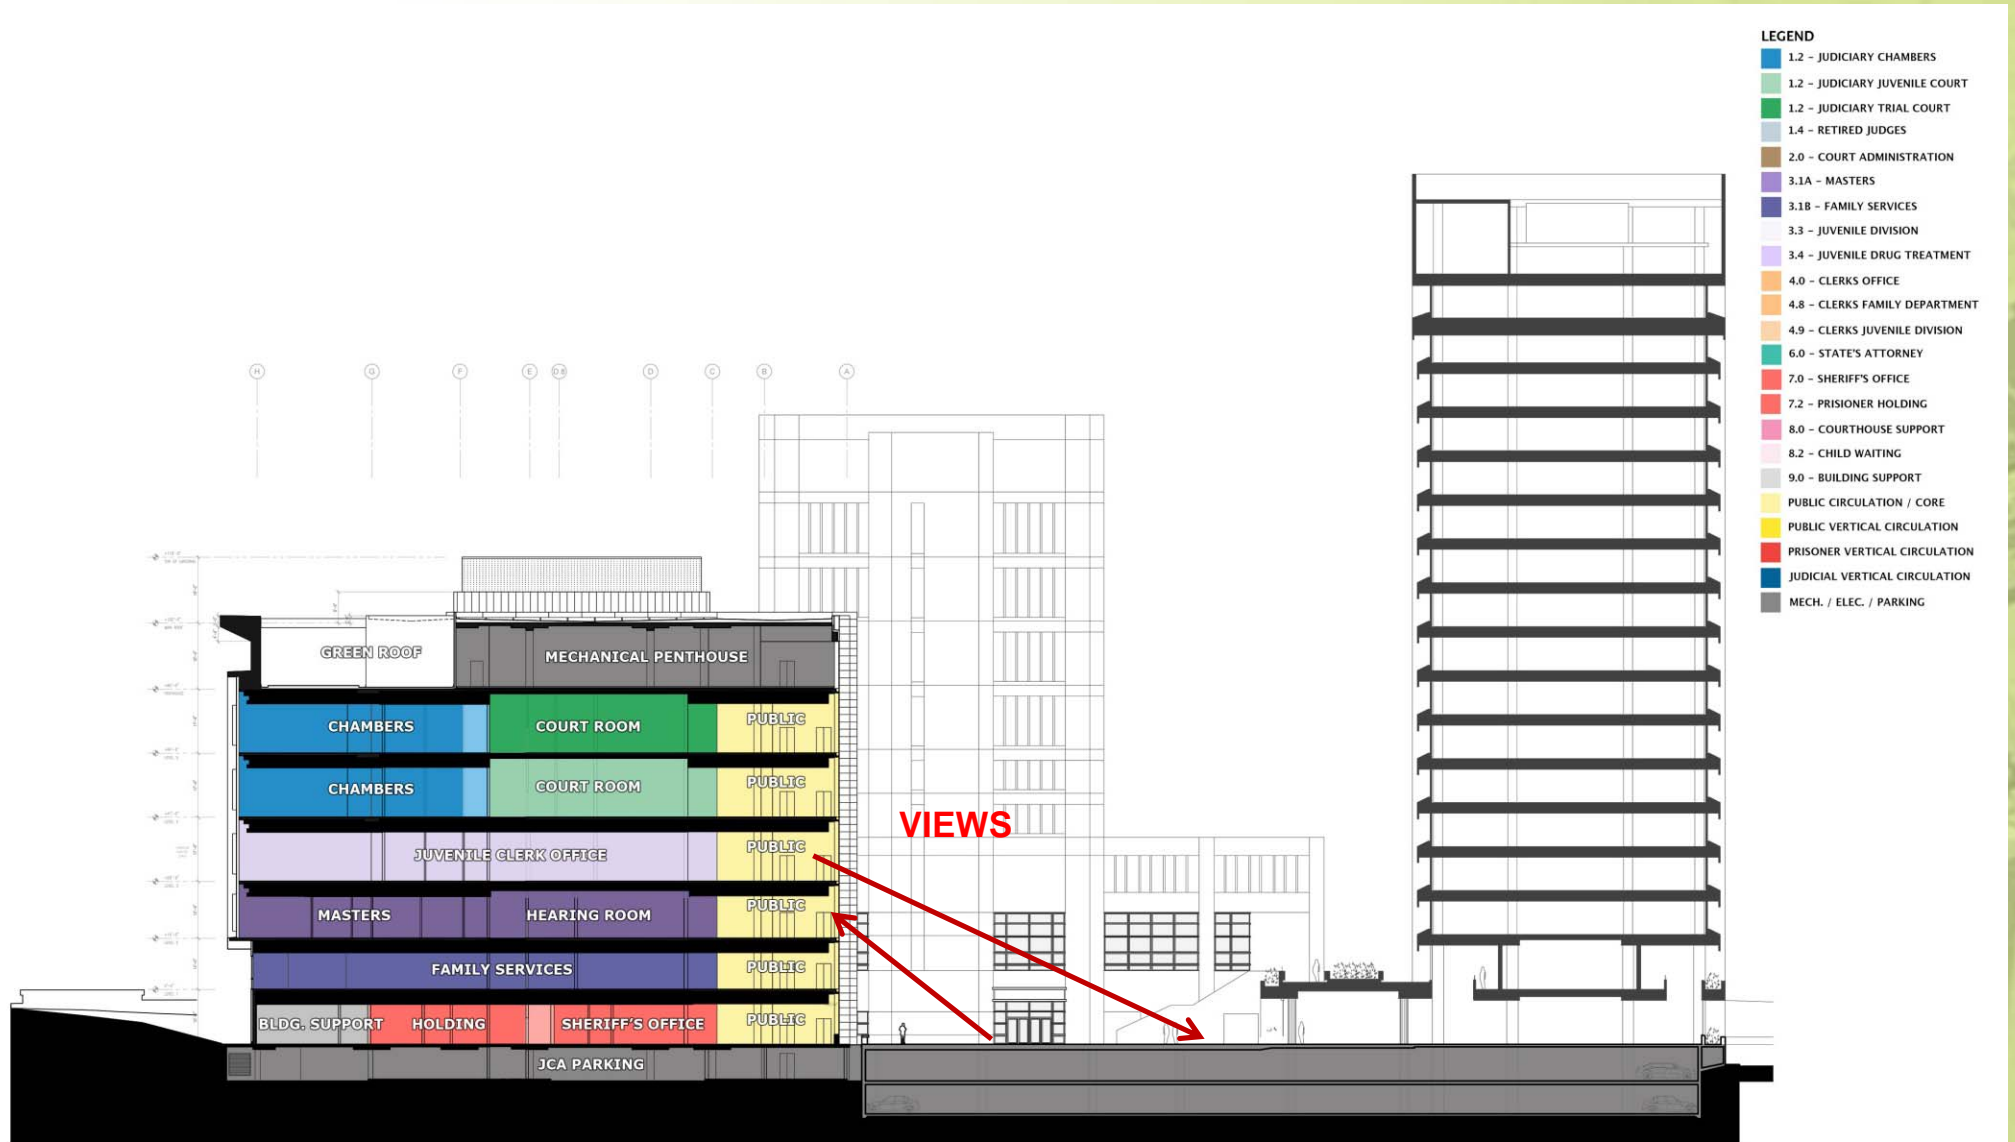 LEGEND
1.2 - JUDICIARY CHAMBERS
1.2 - JUDICIARY JUVENILE COURT
1.2 - JUDICIARY TRIAL COURT
1.4 - RETIRED JUDGES
2.0 - COURT ADMINISTRATION
3.1A - MASTERS
3.1B - FAMILY SERVICES
3.3 - JUVENILE DIVISION
3.4 - JUVENILE DRUG TREATMENT
4.0 - CLERKS OFFICE
4.8 - CLERKS FAMILY DEPARTMENT
4.9 - CLERKS JUVENILE DIVISION
6.0 - STATE'S ATTORNEY
7.0 - SHERIFF'S OFFICE
7.2 - PRISIONER HOLDING
8.0 - COURTHOUSE SUPPORT
8.2 - CHILD WAITING
9.0 - BUILDING SUPPORT
PUBLIC CIRCULATION / CORE
PUBLIC VERTICAL CIRCULATION
PRISONER VERTICAL CIRCULATION
JUDICIAL VERTICAL CIRCULATION
MECH. / ELEC. / PARKING
H G F E D.8 D C B A
GREEN ROOF MECHANICAL PENTHOUSE
CHAMBERS COURT ROOM PUBLIC
CHAMBERS COURT ROOM PUBLIC
VIEWS
JUVENILE CLERK OFFICE PUBLIC
MASTERS HEARING ROOM PUBLIC
FAMILY SERVICES PUBLIC
BLDG. SUPPORT HOLDING SHERIFF'S OFFICE PUBLIC
JCA PARKING